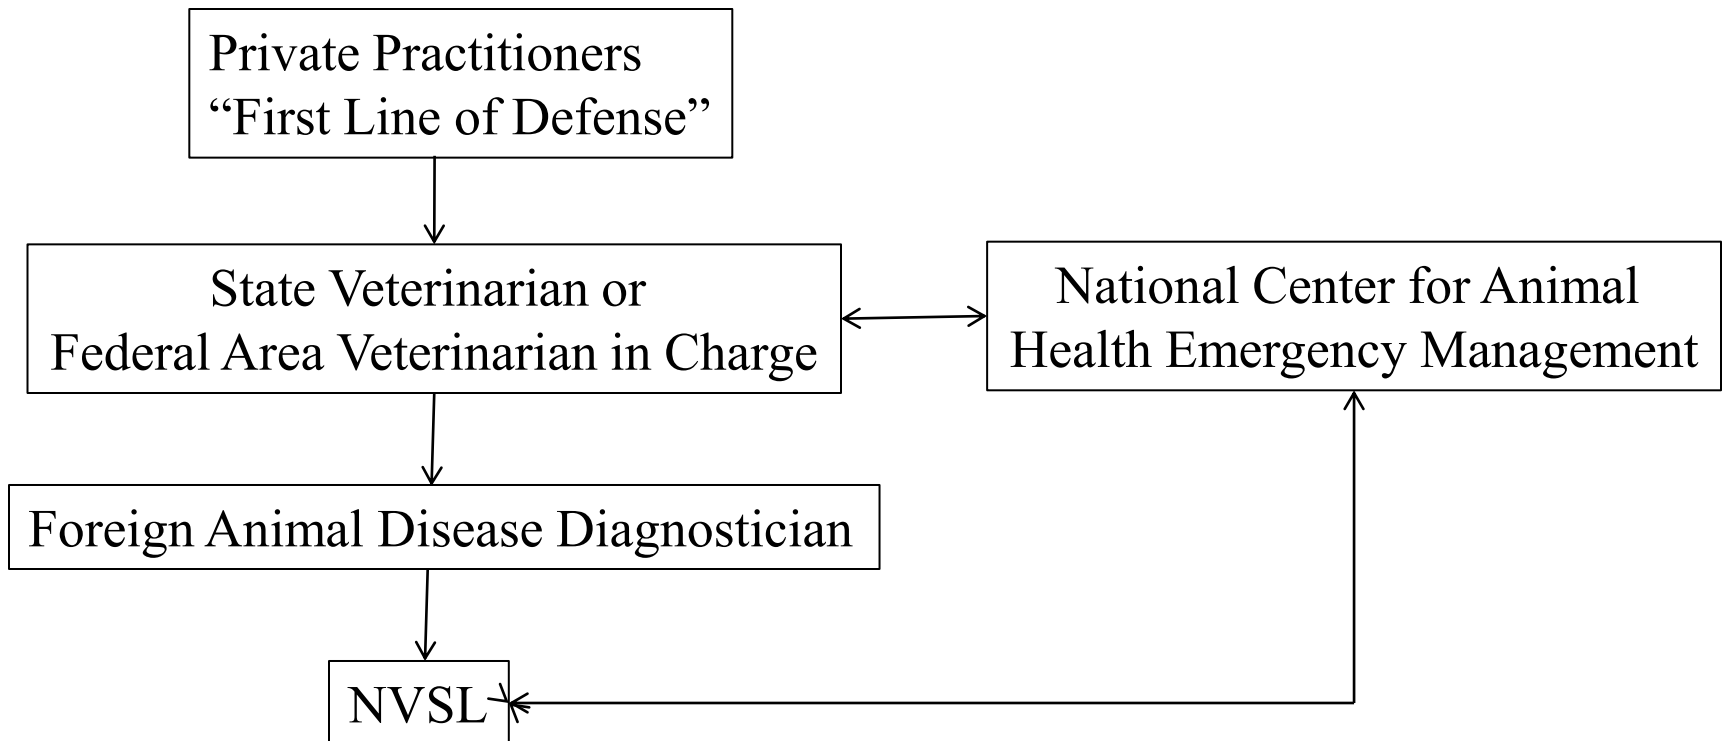 Private Practitioners
“First Line of Defense”
State Veterinarian or
Federal Area Veterinarian in Charge
National Center for Animal
Health Emergency Management
Foreign Animal Disease Diagnostician
NVSL